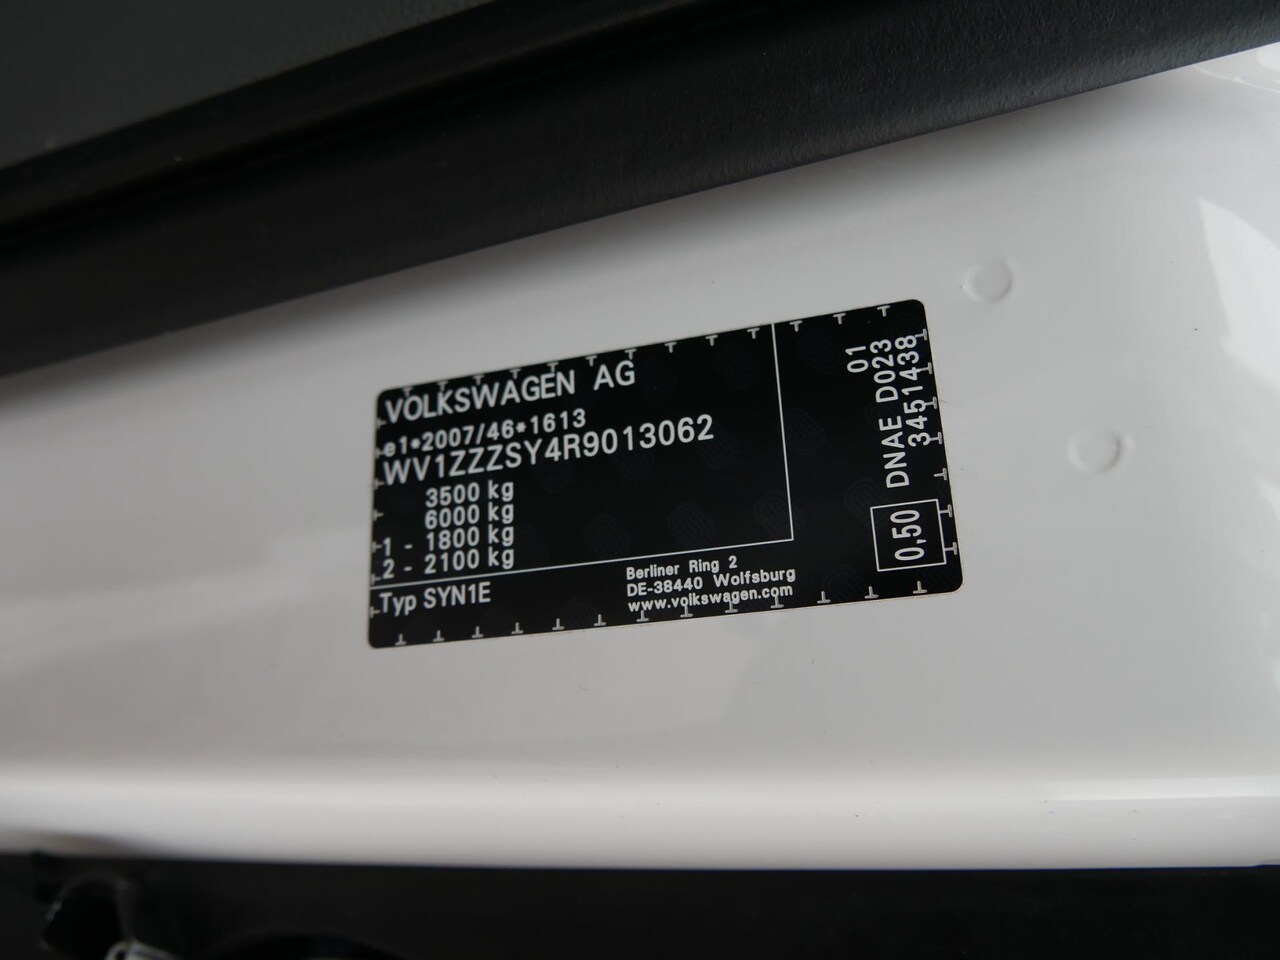 VOLKSWAGEN AG
e1*2007/46*1613
WV1ZZZSY4R9013062
3500 kg
6000 kg
1 - 1800 kg
2 - 2100 kg
Typ SYN1E
Berliner Ring 2
DE-38440 Wolfsburg
www.volkswagen.com
01
DNAE D023
3451438
0,50